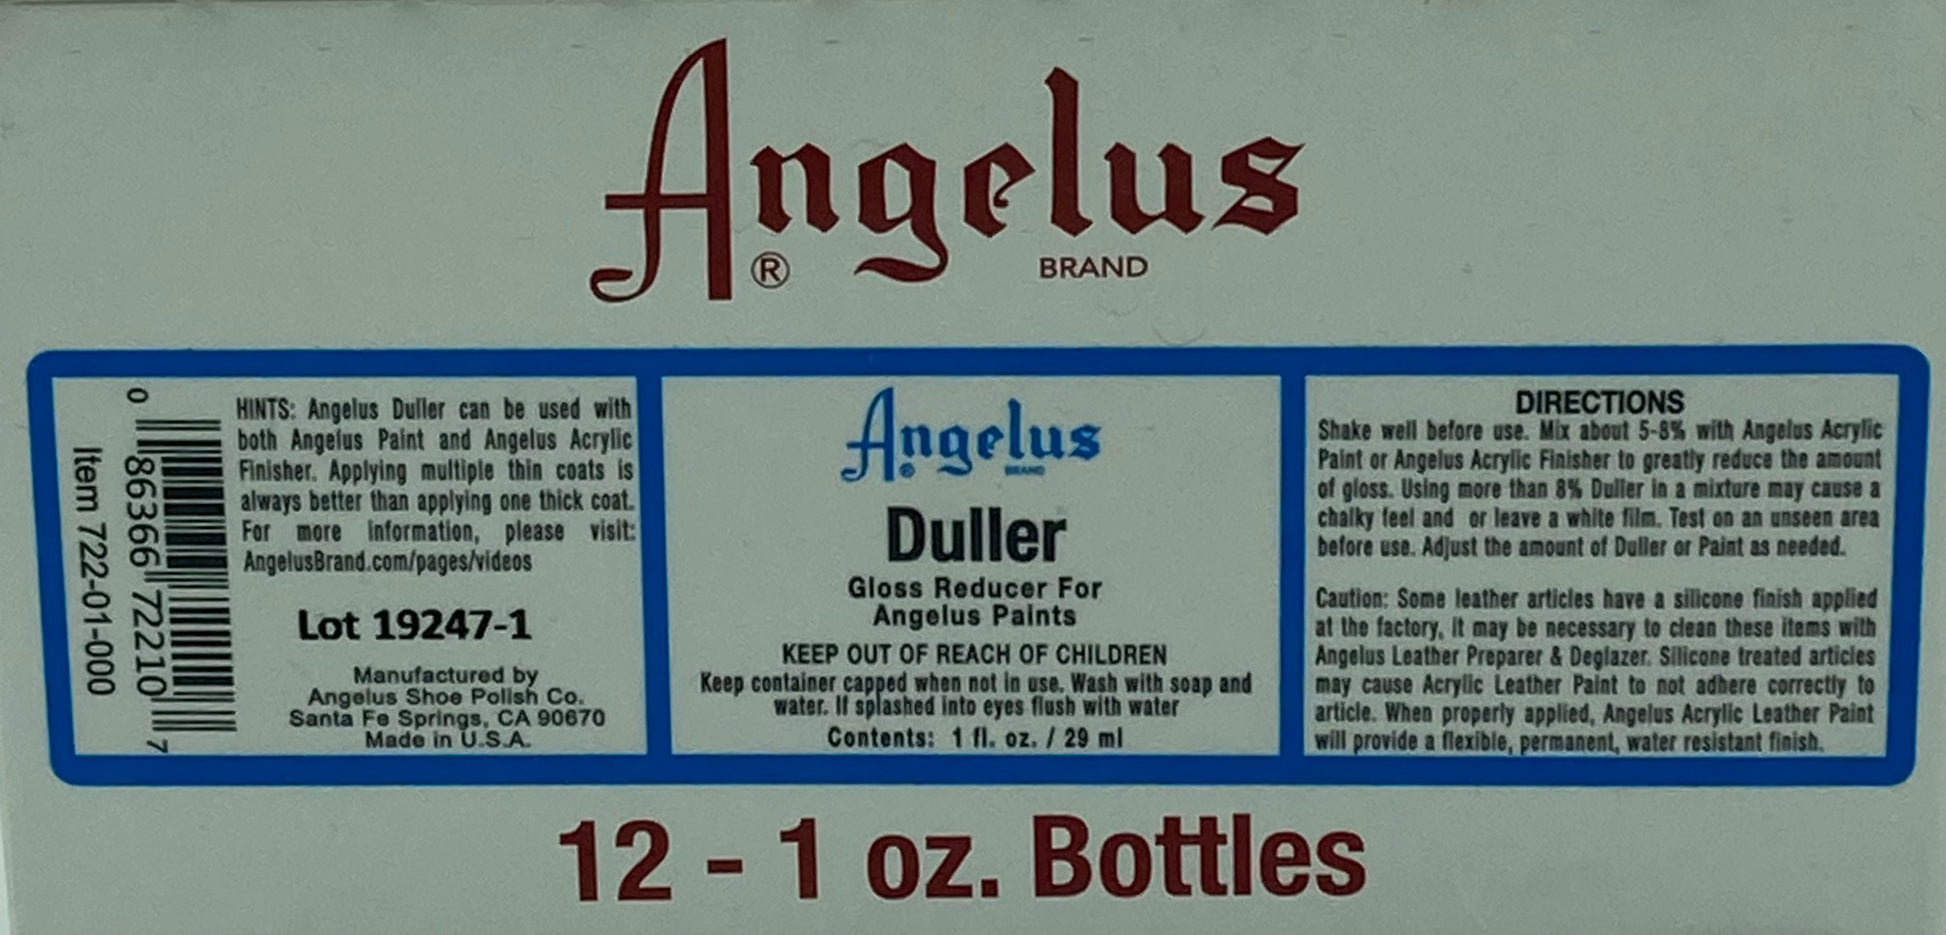 Angelus
® BRAND
0 86366 72210 7
Item 722-01-000
HINTS: Angelus Duller can be used with
both Angelus Paint and Angelus Acrylic
Finisher. Applying multiple thin coats is
always better than applying one thick coat.
For more information, please visit:
AngelusBrand.com/pages/videos
Lot 19247-1
Manufactured by
Angelus Shoe Polish Co.
Santa Fe Springs, CA 90670
Made in U.S.A.
Angelus
® BRAND
Duller
Gloss Reducer For
Angelus Paints
KEEP OUT OF REACH OF CHILDREN
Keep container capped when not in use. Wash with soap and
water. If splashed into eyes flush with water
Contents: 1 fl. oz. / 29 ml
DIRECTIONS
Shake well before use. Mix about 5-8% with Angelus Acrylic
Paint or Angelus Acrylic Finisher to greatly reduce the amount
of gloss. Using more than 8% Duller in a mixture may cause a
chalky feel and or leave a white film. Test on an unseen area
before use. Adjust the amount of Duller or Paint as needed.
Caution: Some leather articles have a silicone finish applied
at the factory, it may be necessary to clean these items with
Angelus Leather Preparer & Deglazer. Silicone treated articles
may cause Acrylic Leather Paint to not adhere correctly to
article. When properly applied, Angelus Acrylic Leather Paint
will provide a flexible, permanent, water resistant finish.
12 - 1 oz. Bottles